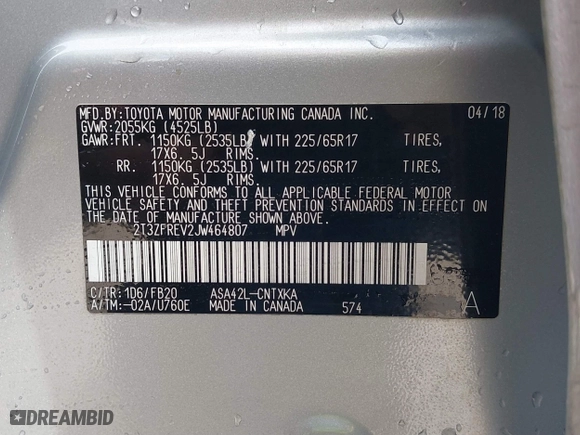 MFD.BY:TOYOTA MOTOR MANUFACTURING CANADA INC. 04/18
GVWR:2055KG (4525LB)
GAWR:FRT. 1150KG (2535LB) WITH 225/65R17 TIRES,
17X6.5J RIMS.
RR. 1150KG (2535LB) WITH 225/65R17 TIRES,
17X6.5J RIMS.
THIS VEHICLE CONFORMS TO ALL APPLICABLE FEDERAL MOTOR
VEHICLE SAFETY AND THEFT PREVENTION STANDARDS IN EFFECT ON
THE DATE OF MANUFACTURE SHOWN ABOVE.
2T3ZFREV2JW464807 MPV
C/TR:1D6/FB20 ASA42L-CNTXKA A
A/TM:-02A/U760E MADE IN CANADA 574
DREAMBID